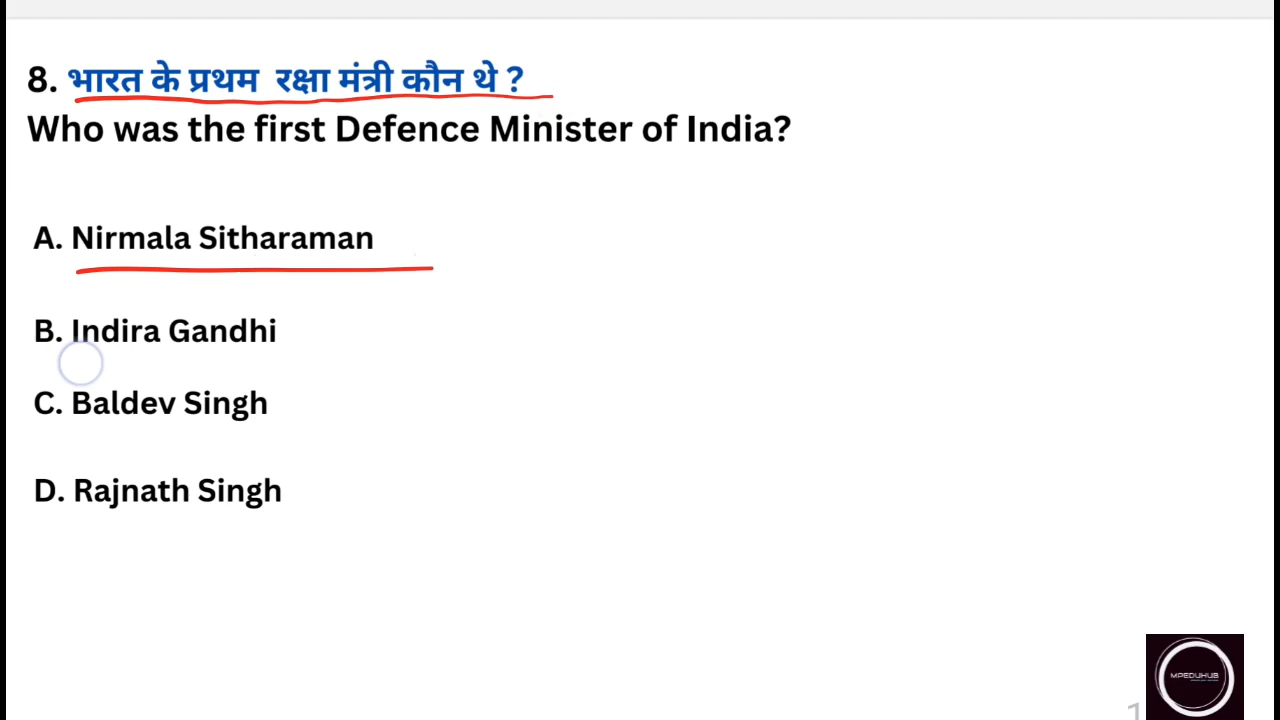 8. भारत के प्रथम रक्षा मंत्री कौन थे ?
Who was the first Defence Minister of India?
A. Nirmala Sitharaman
B. Indira Gandhi
C. Baldev Singh
D. Rajnath Singh
MPEDUHUB
1